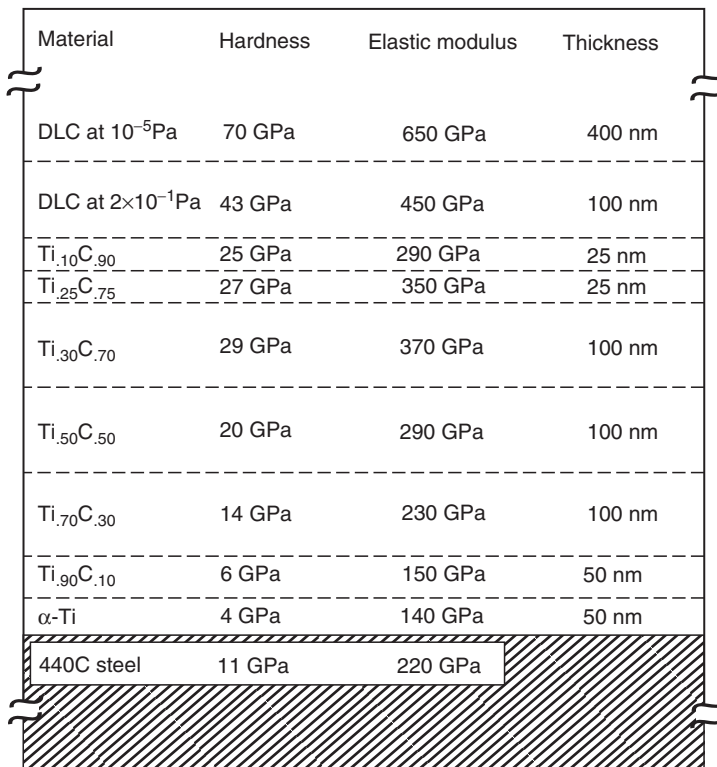 Material Hardness Elastic modulus Thickness
DLC at 10⁻⁵Pa 70 GPa 650 GPa 400 nm
DLC at 2×10⁻¹Pa 43 GPa 450 GPa 100 nm
Ti.₁₀C.₉₀ 25 GPa 290 GPa 25 nm
Ti.₂₅C.₇₅ 27 GPa 350 GPa 25 nm
Ti.₃₀C.₇₀ 29 GPa 370 GPa 100 nm
Ti.₅₀C.₅₀ 20 GPa 290 GPa 100 nm
Ti.₇₀C.₃₀ 14 GPa 230 GPa 100 nm
Ti.₉₀C.₁₀ 6 GPa 150 GPa 50 nm
α-Ti 4 GPa 140 GPa 50 nm
440C steel 11 GPa 220 GPa